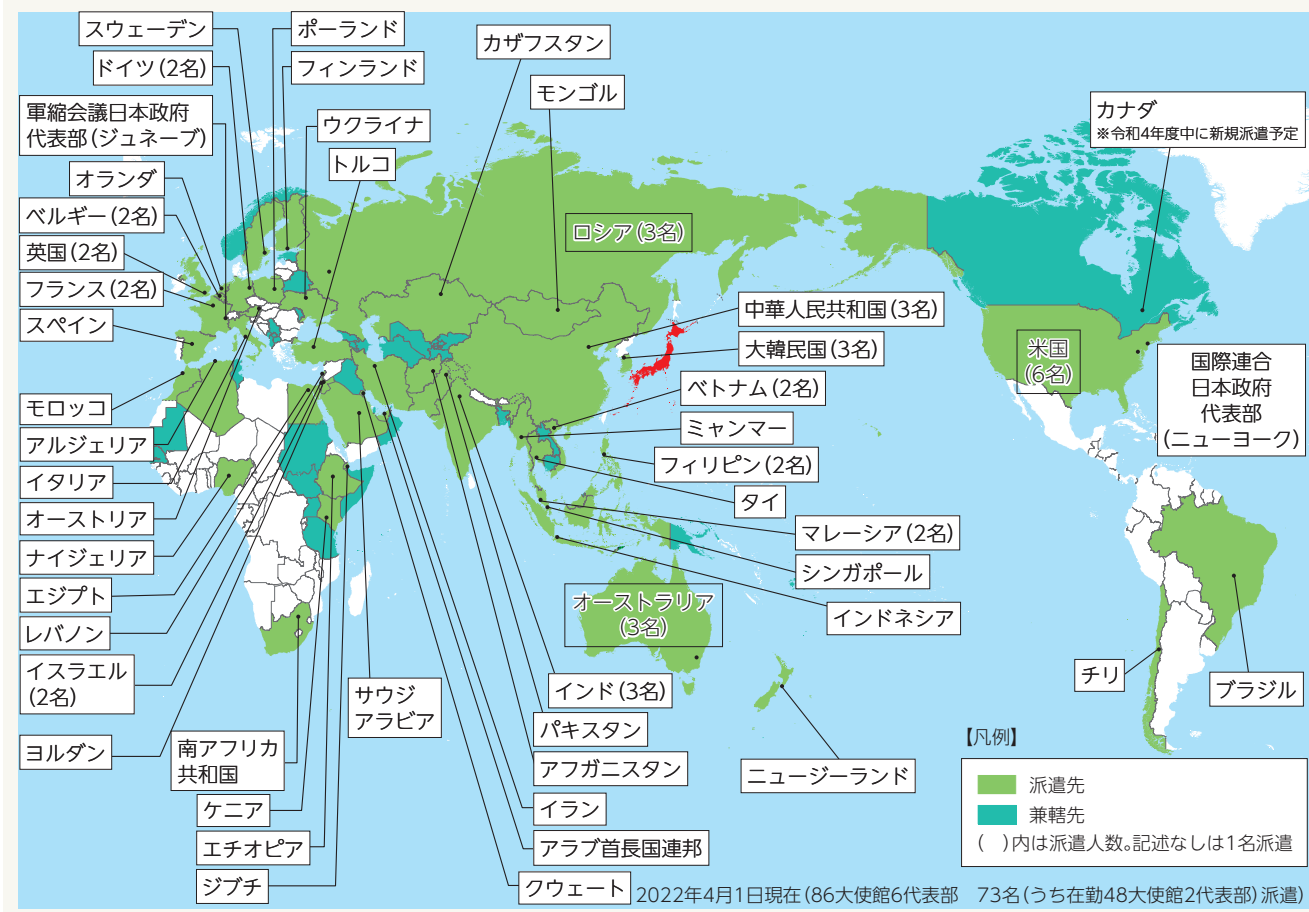 スウェーデン
ポーランド
ドイツ(2名)
フィンランド
カザフスタン
モンゴル
軍縮会議日本政府
代表部(ジュネーブ)
ウクライナ
トルコ
カナダ
※令和4年度中に新規派遣予定
オランダ
ベルギー(2名)
英国(2名)
フランス(2名)
スペイン
ロシア(3名)
中華人民共和国(3名)
大韓民国(3名)
米国
(6名)
国際連合
日本政府
代表部
(ニューヨーク)
ベトナム(2名)
ミャンマー
フィリピン(2名)
タイ
マレーシア(2名)
シンガポール
インドネシア
モロッコ
アルジェリア
イタリア
オーストリア
ナイジェリア
エジプト
レバノン
イスラエル
(2名)
ヨルダン
オーストラリア
(3名)
サウジ
アラビア
南アフリカ
共和国
ケニア
エチオピア
ジブチ
インド(3名)
パキスタン
アフガニスタン
イラン
アラブ首長国連邦
クウェート
ニュージーランド
チリ
ブラジル
【凡例】
派遣先
兼轄先
( )内は派遣人数。記述なしは1名派遣
2022年4月1日現在(86大使館6代表部 73名(うち在勤48大使館2代表部)派遣)